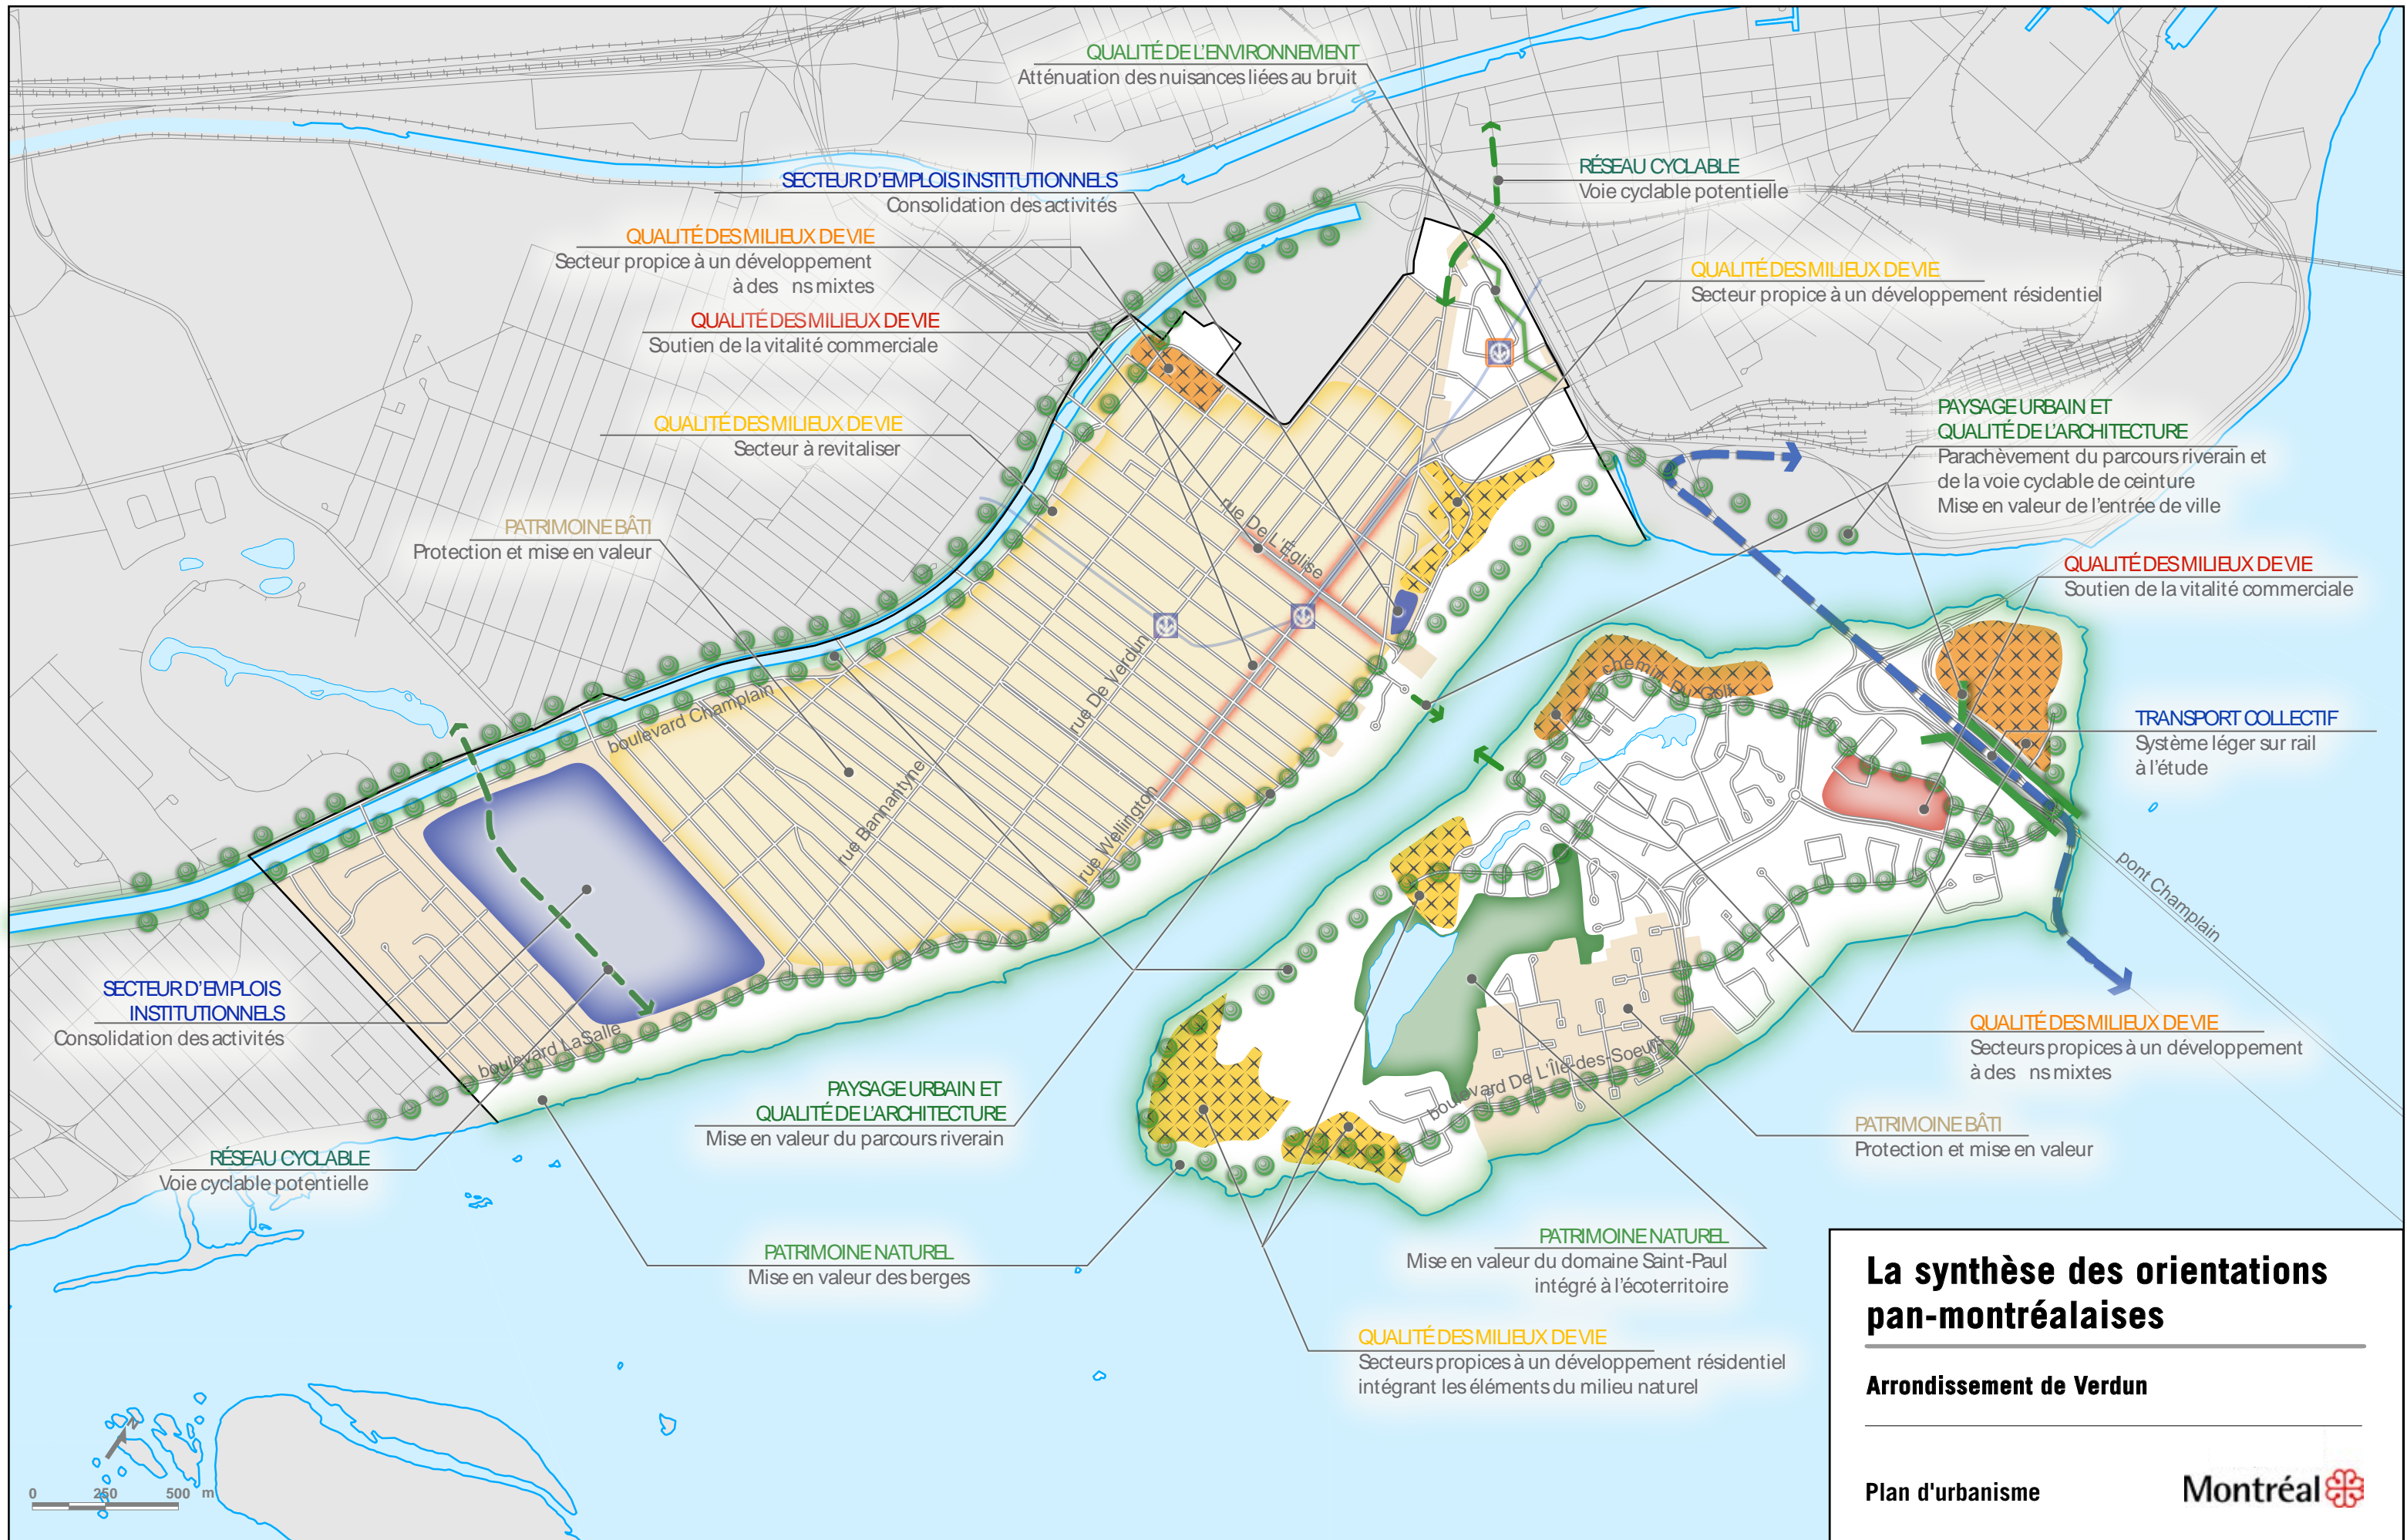 QUALITÉ DE L'ENVIRONNEMENT
Atténuation des nuisances liées au bruit
SECTEUR D'EMPLOIS INSTITUTIONNELS
Consolidation des activités
RÉSEAU CYCLABLE
Voie cyclable potentielle
QUALITÉ DES MILIEUX DE VIE
Secteur propice à un développement
à des ns mixtes
QUALITÉ DES MILIEUX DE VIE
Secteur propice à un développement résidentiel
QUALITÉ DES MILIEUX DE VIE
Soutien de la vitalité commerciale
QUALITÉ DES MILIEUX DE VIE
Secteur à revitaliser
PAYSAGE URBAIN ET
QUALITÉ DE L'ARCHITECTURE
Parachèvement du parcours riverain et
de la voie cyclable de ceinture
Mise en valeur de l'entrée de ville
PATRIMOINE BÂTI
Protection et mise en valeur
rue De L'Église
QUALITÉ DES MILIEUX DE VIE
Soutien de la vitalité commerciale
boulevard Champlain
rue De Verdun
rue Bannantyne
rue Wellington
chemin Du Golf
TRANSPORT COLLECTIF
Système léger sur rail
à l'étude
pont Champlain
SECTEUR D'EMPLOIS
INSTITUTIONNELS
Consolidation des activités
boulevard LaSalle
boulevard De L'Île-des-Soeurs
QUALITÉ DES MILIEUX DE VIE
Secteurs propices à un développement
à des ns mixtes
PAYSAGE URBAIN ET
QUALITÉ DE L'ARCHITECTURE
Mise en valeur du parcours riverain
PATRIMOINE BÂTI
Protection et mise en valeur
RÉSEAU CYCLABLE
Voie cyclable potentielle
PATRIMOINE NATUREL
Mise en valeur des berges
PATRIMOINE NATUREL
Mise en valeur du domaine Saint-Paul
intégré à l'écoterritoire
QUALITÉ DES MILIEUX DE VIE
Secteurs propices à un développement résidentiel
intégrant les éléments du milieu naturel
N
0 250 500 m
La synthèse des orientations
pan-montréalaises
Arrondissement de Verdun
Plan d'urbanisme
Montréal